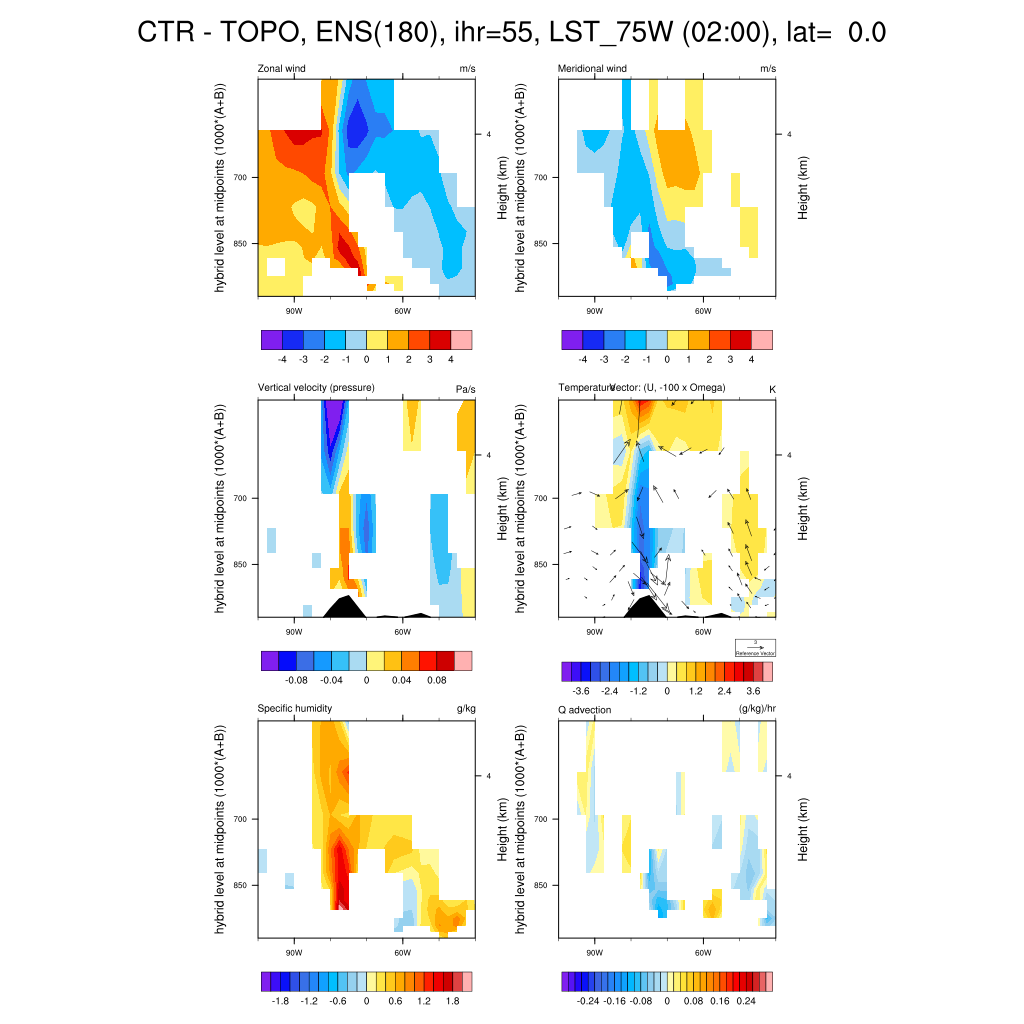 CTR - TOPO, ENS(180), ihr=55, LST_75W (02:00), lat= 0.0
Zonal wind m/s
hybrid level at midpoints (1000*(A+B))
700
850
90W 60W
-4 -3 -2 -1 0 1 2 3 4
Meridional wind m/s
hybrid level at midpoints (1000*(A+B))
700
850
4
Height (km)
Height (km)
90W 60W
4
-4 -3 -2 -1 0 1 2 3 4
Vertical velocity (pressure) Pa/s
hybrid level at midpoints (1000*(A+B))
700
850
90W 60W
-0.08 -0.04 0 0.04 0.08
4
Height (km)
Temperature Vector: (U, -100 x Omega) K
hybrid level at midpoints (1000*(A+B))
700
850
90W 60W
4
Height (km)
3
Reference Vector
-3.6 -2.4 -1.2 0 1.2 2.4 3.6
Specific humidity g/kg
hybrid level at midpoints (1000*(A+B))
700
850
90W 60W
-1.8 -1.2 -0.6 0 0.6 1.2 1.8
4
Height (km)
Q advection (g/kg)/hr
hybrid level at midpoints (1000*(A+B))
700
850
90W 60W
4
Height (km)
-0.24 -0.16 -0.08 0 0.08 0.16 0.24